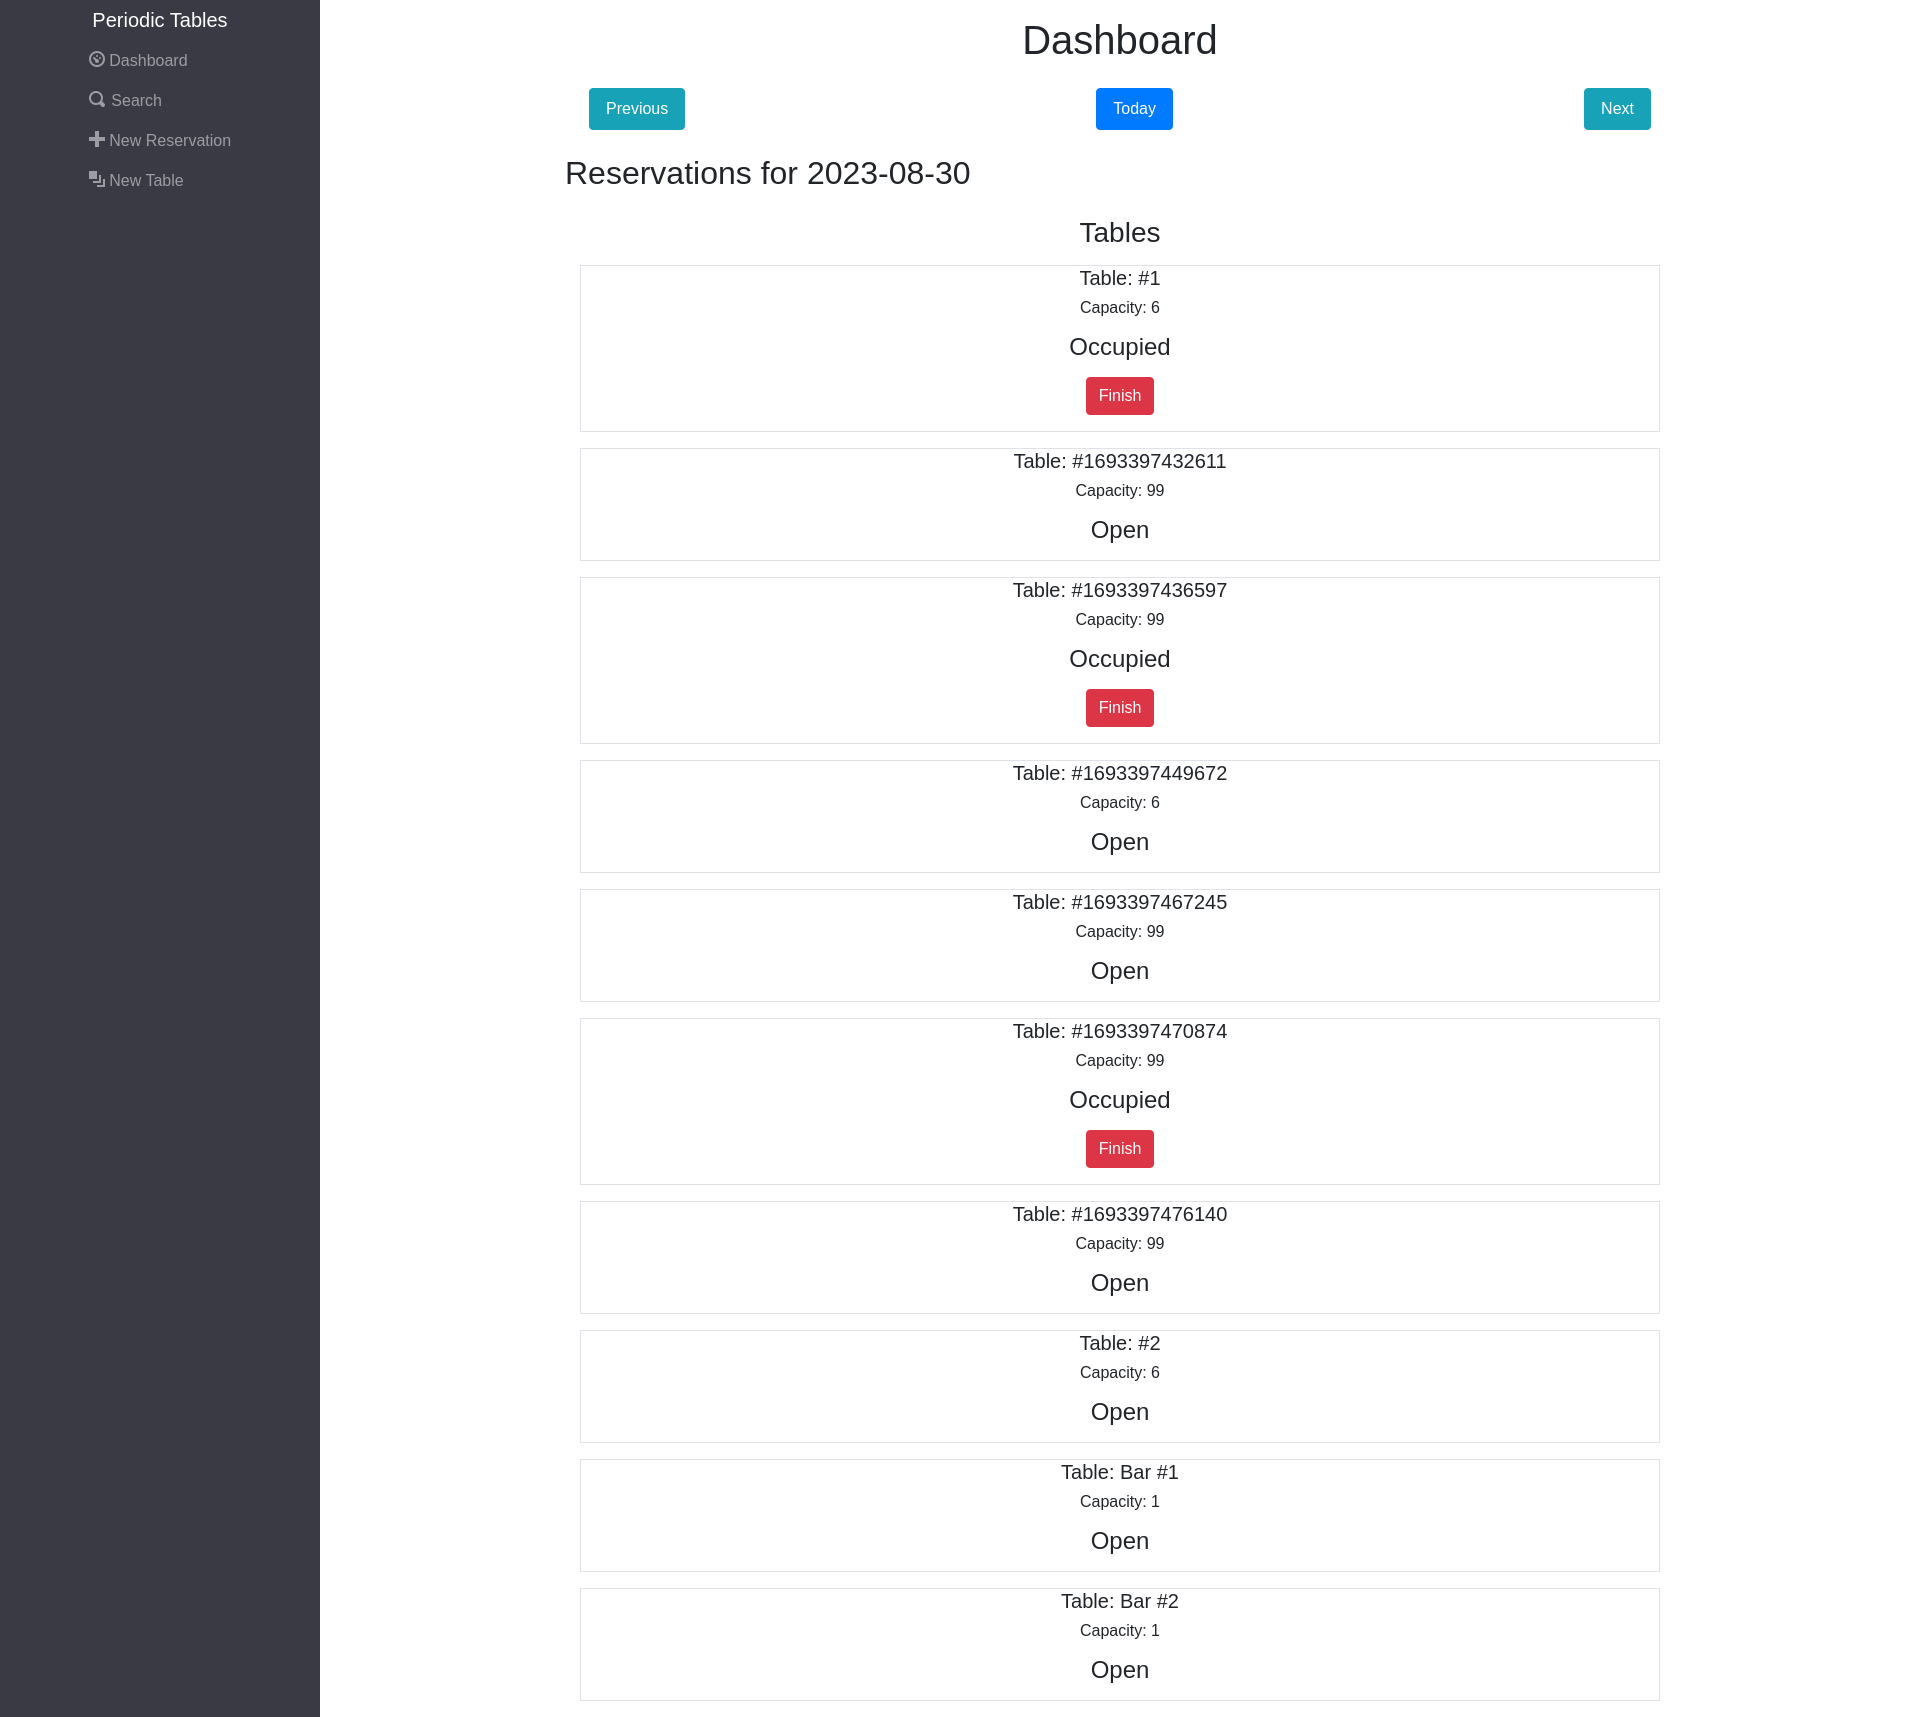 Periodic Tables
Dashboard
Search
New Reservation
New Table
Dashboard
Previous Today Next
Reservations for 2023-08-30
Tables
Table: #1
Capacity: 6
Occupied
Finish
Table: #1693397432611
Capacity: 99
Open
Table: #1693397436597
Capacity: 99
Occupied
Finish
Table: #1693397449672
Capacity: 6
Open
Table: #1693397467245
Capacity: 99
Open
Table: #1693397470874
Capacity: 99
Occupied
Finish
Table: #1693397476140
Capacity: 99
Open
Table: #2
Capacity: 6
Open
Table: Bar #1
Capacity: 1
Open
Table: Bar #2
Capacity: 1
Open